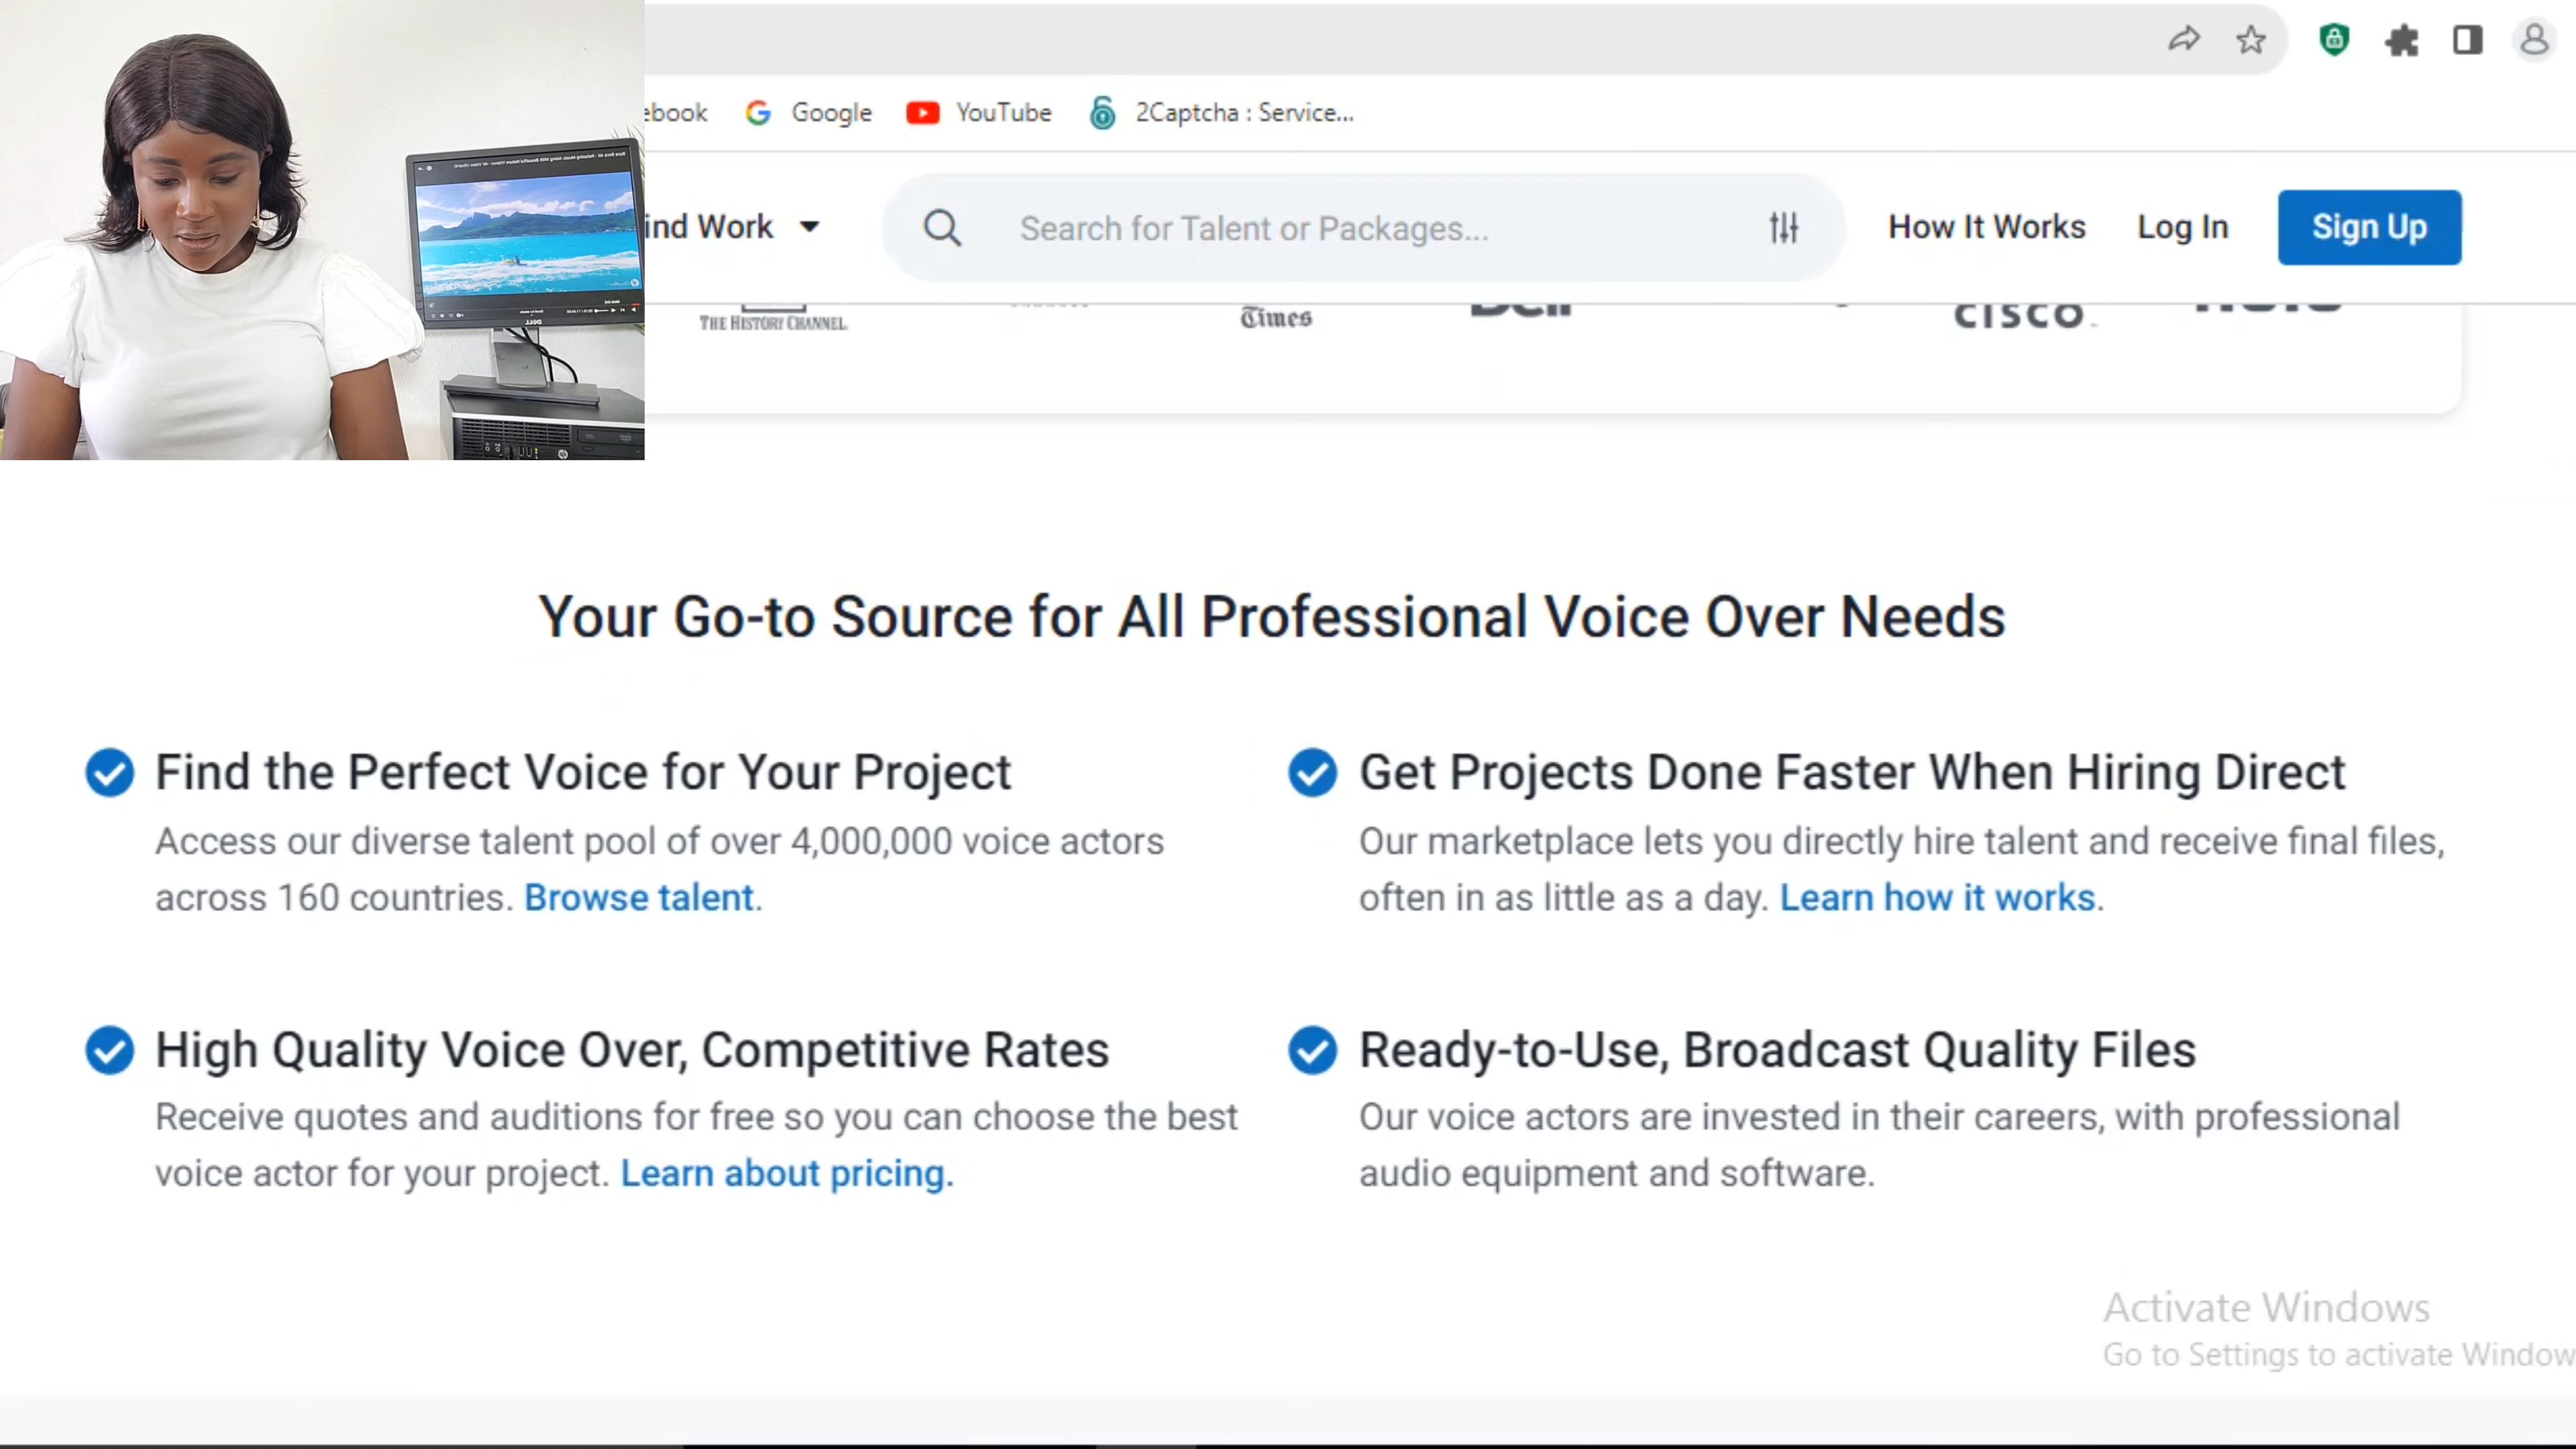 ebook
Google
YouTube
2Captcha : Service...
ind Work
Search for Talent or Packages...
How It Works
Log In
Sign Up
THE HISTORY CHANNEL
Times
Dell
CISCO
DELL
Your Go-to Source for All Professional Voice Over Needs
Find the Perfect Voice for Your Project
Access our diverse talent pool of over 4,000,000 voice actors
across 160 countries. Browse talent.
Get Projects Done Faster When Hiring Direct
Our marketplace lets you directly hire talent and receive final files,
often in as little as a day. Learn how it works.
High Quality Voice Over, Competitive Rates
Receive quotes and auditions for free so you can choose the best
voice actor for your project. Learn about pricing.
Ready-to-Use, Broadcast Quality Files
Our voice actors are invested in their careers, with professional
audio equipment and software.
Activate Windows
Go to Settings to activate Window